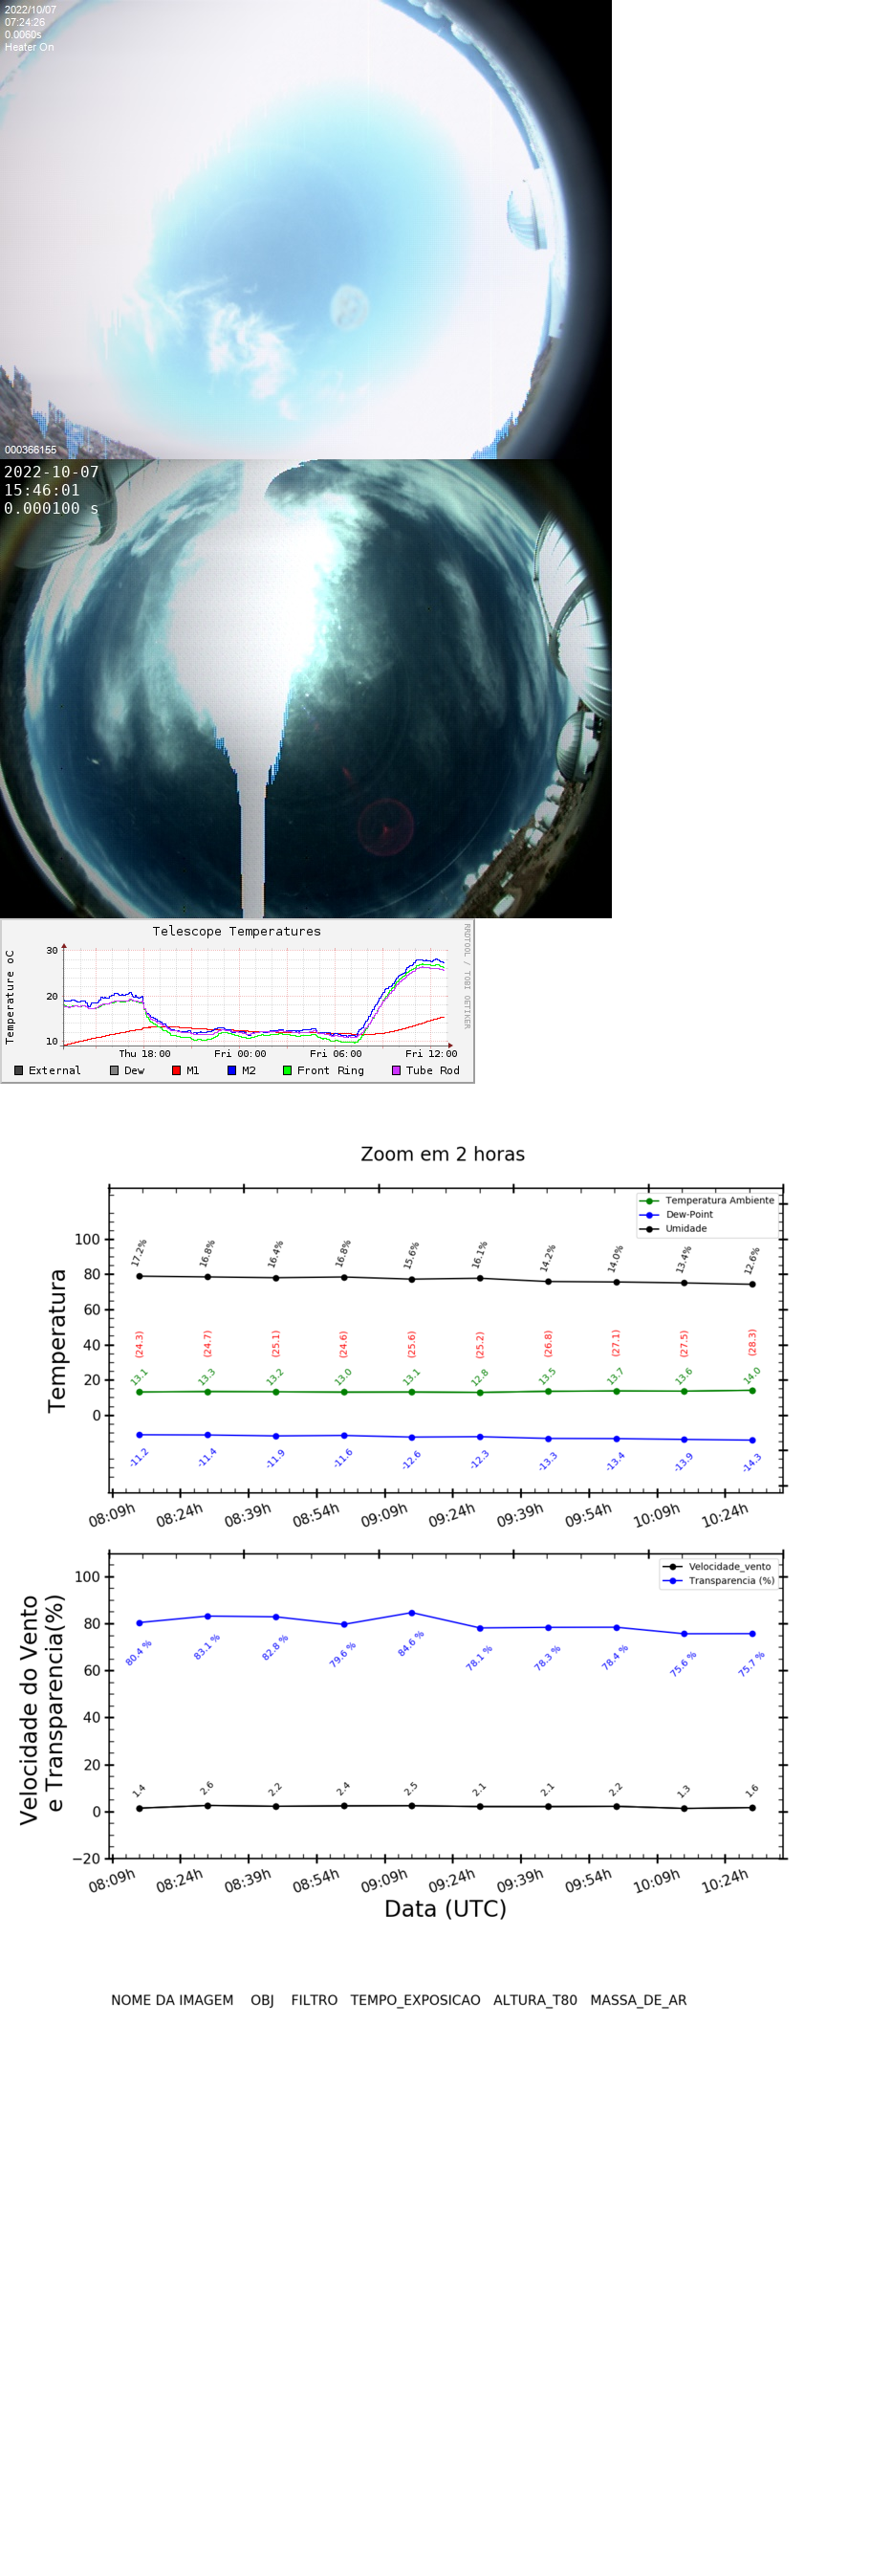 2022/10/07
07:24:26
0.0060s
Heater On
000366155
2022-10-07
15:46:01
0.000100 s
Telescope Temperatures
RRDTOOL / TOBI OETIKER
Temperature oC
30
20
10
Thu 18:00 Fri 00:00 Fri 06:00 Fri 12:00
External Dew M1 M2 Front Ring Tube Rod
Zoom em 2 horas
Temperatura Ambiente
Dew-Point
Umidade
Temperatura
100
80
60
40
20
0
17.2% 16.8% 16.4% 16.8% 15.6% 16.1% 14.2% 14.0% 13.4% 12.6%
(24.3) (24.7) (25.1) (24.6) (25.6) (25.2) (26.8) (27.1) (27.5) (28.3)
13.1 13.3 13.2 13.0 13.1 12.8 13.5 13.7 13.6 14.0
-11.2 -11.4 -11.9 -11.6 -12.6 -12.3 -13.3 -13.4 -13.9 -14.3
08:09h 08:24h 08:39h 08:54h 09:09h 09:24h 09:39h 09:54h 10:09h 10:24h
Velocidade_vento
Transparencia (%)
Velocidade do Vento
e Transparencia(%)
100
80
60
40
20
0
−20
80.4 % 83.1 % 82.8 % 79.6 % 84.6 % 78.1 % 78.3 % 78.4 % 75.6 % 75.7 %
1.4 2.6 2.2 2.4 2.5 2.1 2.1 2.2 1.3 1.6
08:09h 08:24h 08:39h 08:54h 09:09h 09:24h 09:39h 09:54h 10:09h 10:24h
Data (UTC)
NOME DA IMAGEM OBJ FILTRO TEMPO_EXPOSICAO ALTURA_T80 MASSA_DE_AR